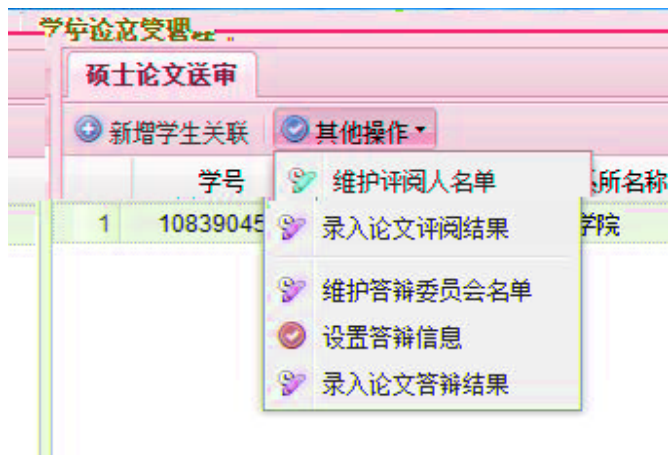 硕士论文送审
新增学生关联 其他操作
学号 所名称
1 10839045 学院
维护评阅人名单
录入论文评阅结果
维护答辩委员会名单
设置答辩信息
录入论文答辩结果